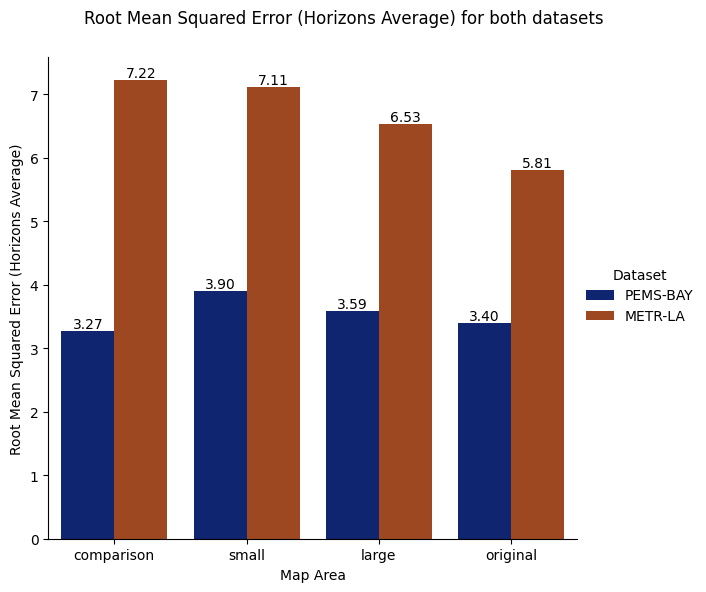 Root Mean Squared Error (Horizons Average) for both datasets
Root Mean Squared Error (Horizons Average)
7
6
5
4
3
2
1
0
3.27
7.22
3.90
7.11
3.59
6.53
3.40
5.81
comparison
small
large
original
Map Area
Dataset
PEMS-BAY
METR-LA